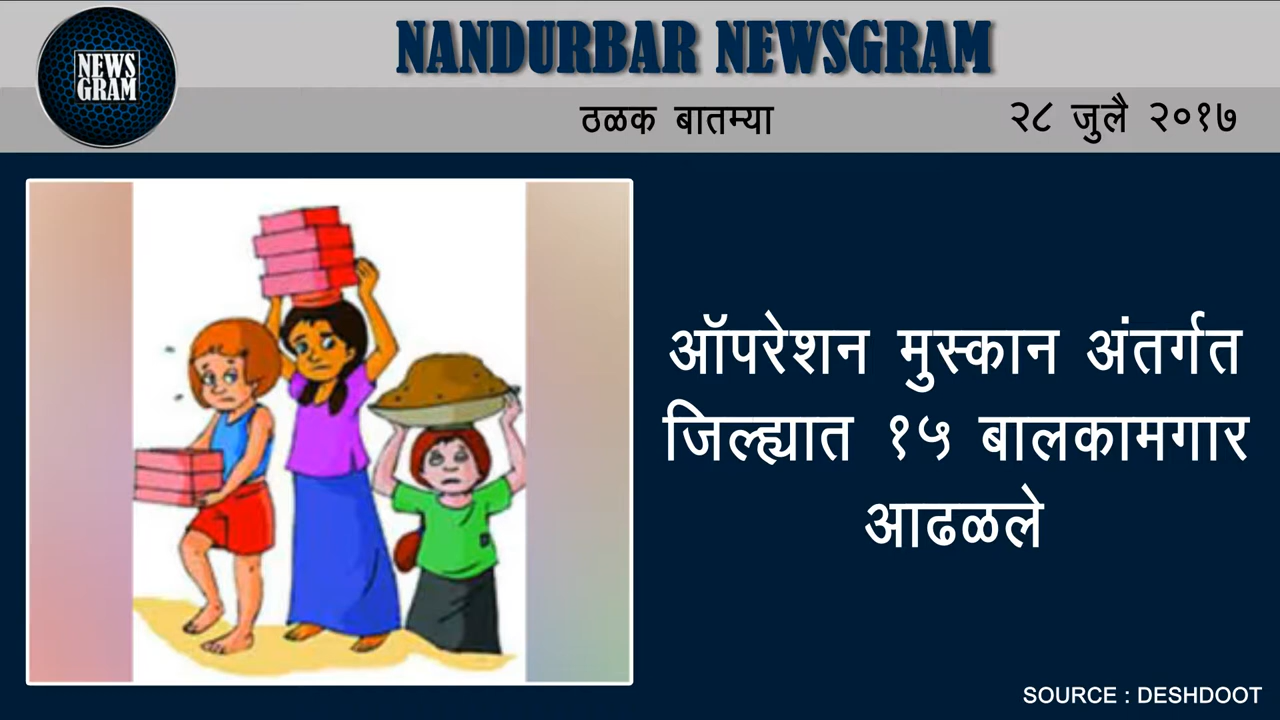 NEWS
GRAM
NANDURBAR NEWSGRAM
ठळक बातम्या
२८ जुलै २०१७
ऑपरेशन मुस्कान अंतर्गत
जिल्ह्यात १५ बालकामगार
आढळले
SOURCE : DESHDOOT